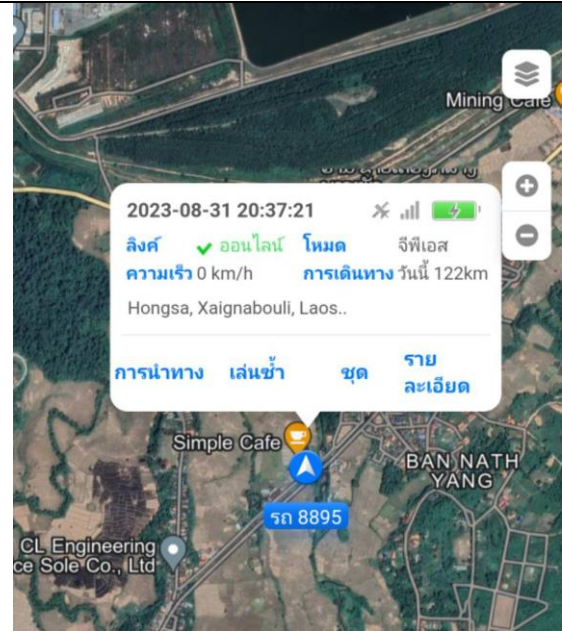 Mining Cafe
2023-08-31 20:37:21
ลิงค์ ออนไลน์ โหมด จีพีเอส
ความเร็ว 0 km/h การเดินทาง วันนี้ 122km
Hongsa, Xaignabouli, Laos..
การนำทาง เล่นซ้ำ ชุด ราย
ละเอียด
Simple Cafe
BAN NATH
YANG
รถ 8895
CL Engineering
ce Sole Co., Ltd